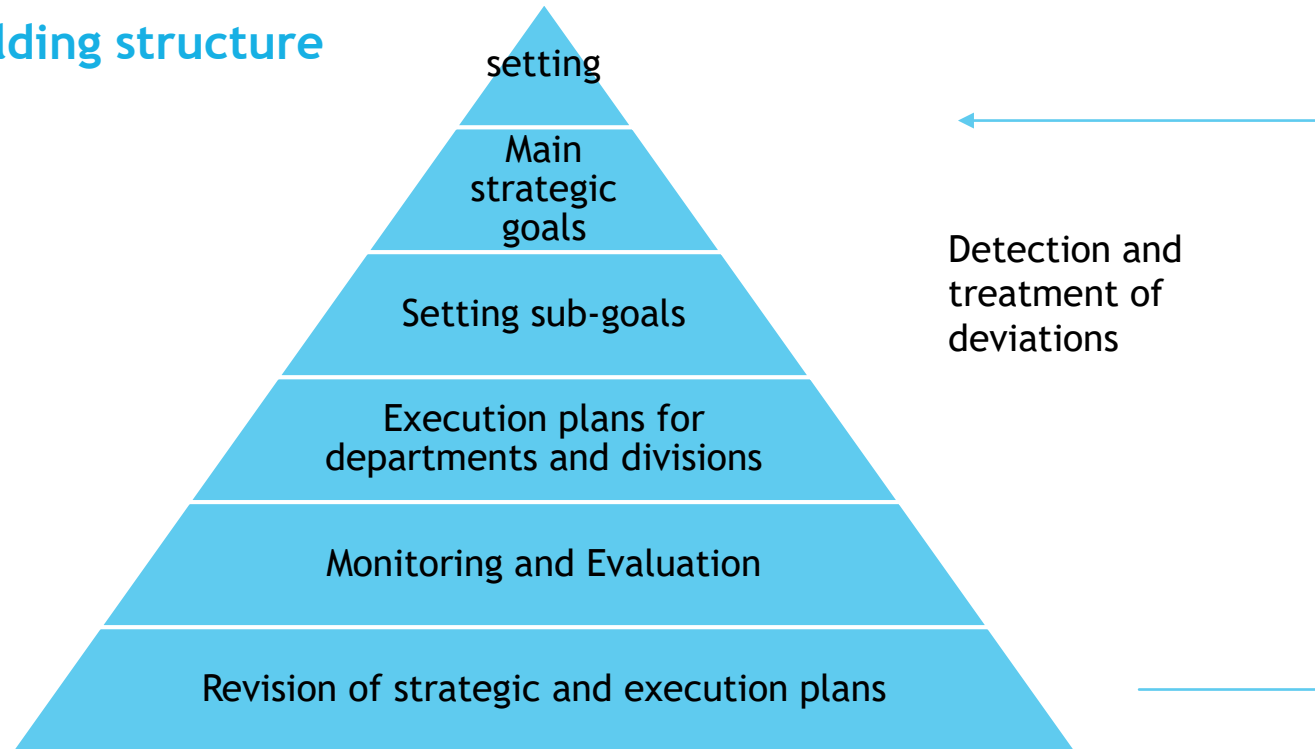 lding structure
setting
Main
strategic
goals
Setting sub-goals
Execution plans for
departments and divisions
Monitoring and Evaluation
Revision of strategic and execution plans
Detection and
treatment of
deviations